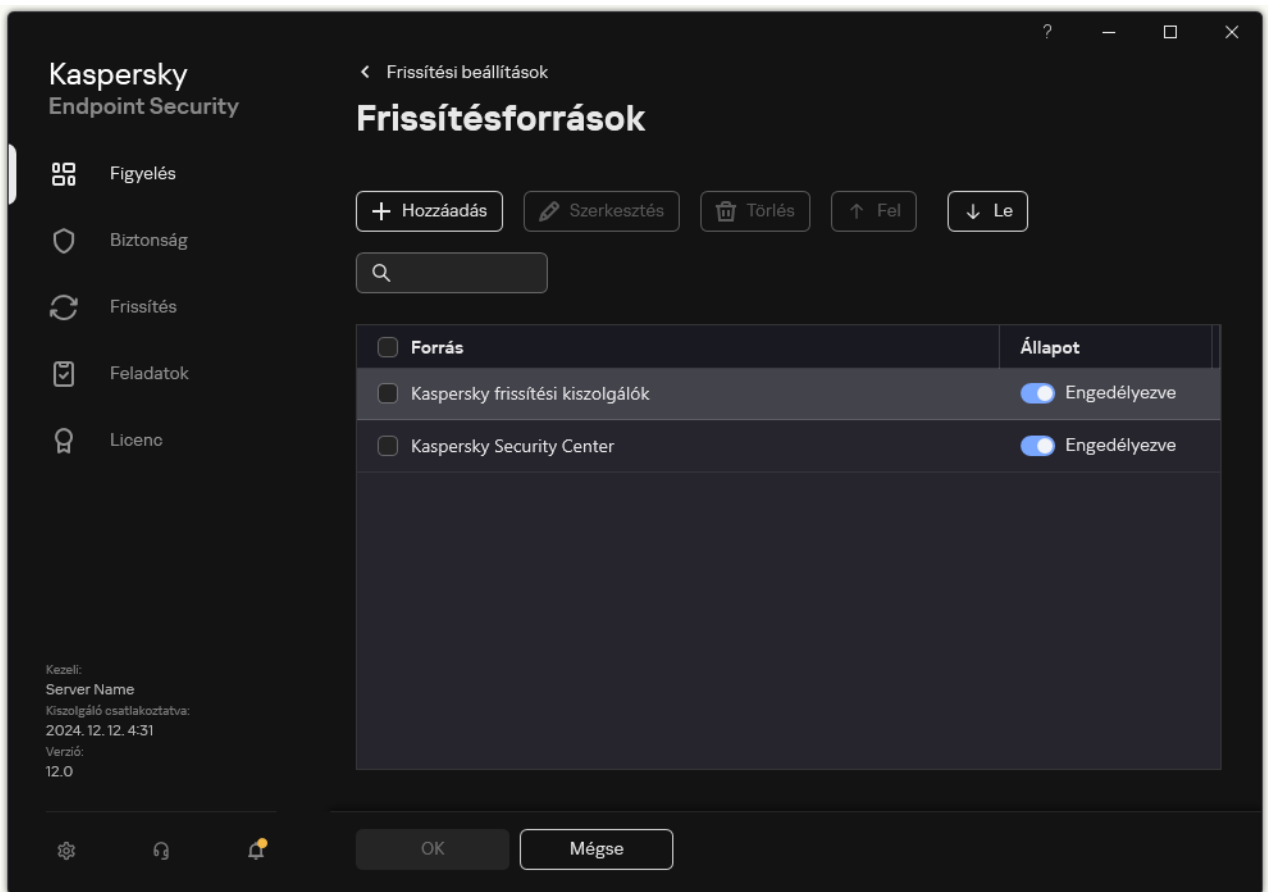 ?
Kaspersky
Endpoint Security
Figyelés
Biztonság
Frissítés
Feladatok
Licenc
Kezeli:
Server Name
Kiszolgáló csatlakoztatva:
2024. 12. 12. 4:31
Verzió:
12.0
Frissítési beállítások
Frissítésforrások
Hozzáadás Szerkesztés Törlés Fel Le
Forrás Állapot
Kaspersky frissítési kiszolgálók Engedélyezve
Kaspersky Security Center Engedélyezve
OK Mégse